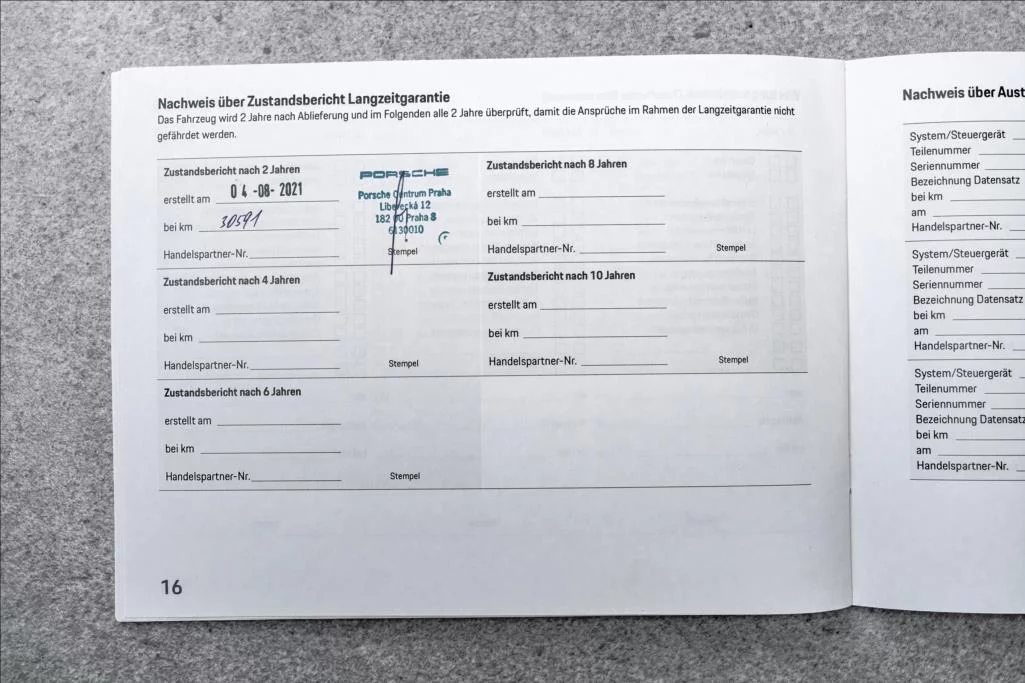 Nachweis über Zustandsbericht Langzeitgarantie
Das Fahrzeug wird 2 Jahre nach Ablieferung und im Folgenden alle 2 Jahre überprüft, damit die Ansprüche im Rahmen der Langzeitgarantie nicht
gefährdet werden.
Zustandsbericht nach 2 Jahren
erstellt am 04-08-2021
bei km 30591
Handelspartner-Nr.
PORSCHE
Porsche Centrum Praha
Liberecká 12
182 00 Praha 8
6130010
Stempel
Zustandsbericht nach 4 Jahren
erstellt am
bei km
Handelspartner-Nr.
Stempel
Zustandsbericht nach 6 Jahren
erstellt am
bei km
Handelspartner-Nr.
Stempel
Zustandsbericht nach 8 Jahren
erstellt am
bei km
Handelspartner-Nr.
Stempel
Zustandsbericht nach 10 Jahren
erstellt am
bei km
Handelspartner-Nr.
Stempel
16
Nachweis über Aust
System/Steuergerät
Teilenummer
Seriennummer
Bezeichnung Datensatz
bei km
am
Handelspartner-Nr.
System/Steuergerät
Teilenummer
Seriennummer
Bezeichnung Datensatz
bei km
am
Handelspartner-Nr.
System/Steuergerät
Teilenummer
Seriennummer
Bezeichnung Datensatz
bei km
am
Handelspartner-Nr.